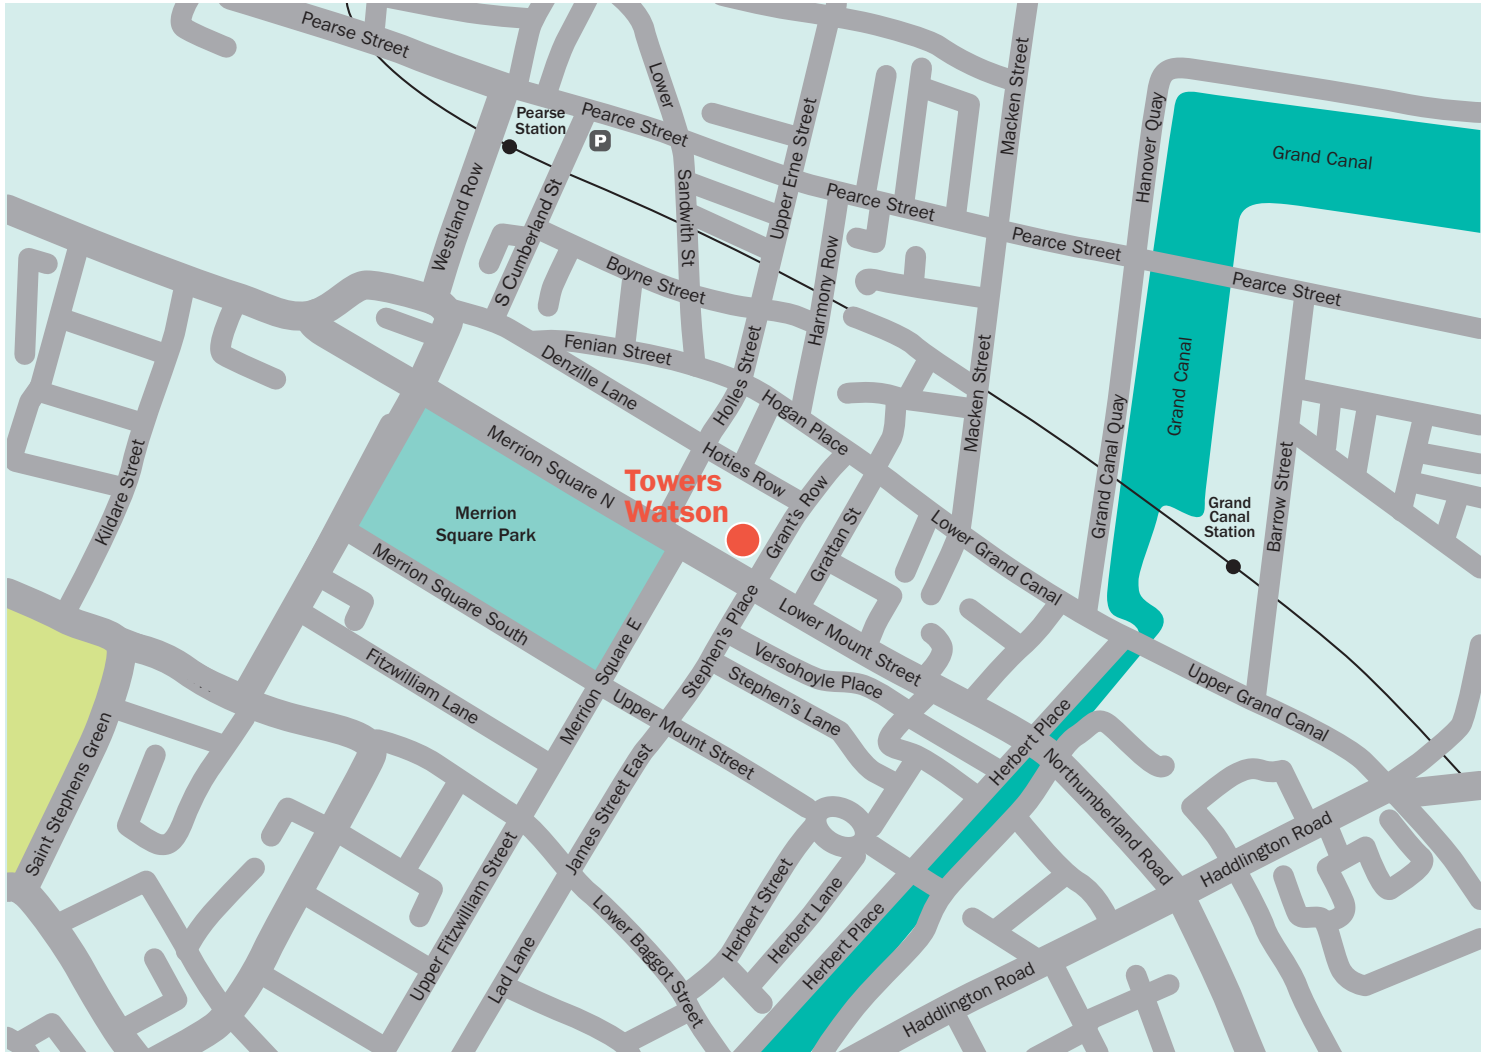 Pearse Street
Lower
Macken Street
Pearse
Station
Pearce Street
P
Hanover Quay
Grand Canal
Upper Erne Street
Westland Row
S Cumberland St
Sandwith St
Pearce Street
Pearce Street
Harmony Row
Boyne Street
Pearce Street
Fenian Street
Denzille Lane
Holles Street
Macken Street
Grand Canal
Hogan Place
Grand Canal Quay
Merrion Square N
Hoties Row
Kildare Street
Towers
Watson
Merrion
Square Park
Grant's Row
Grattan St
Lower Grand Canal
Grand
Canal
Station
Barrow Street
Merrion Square South
Lower Mount Street
Stephen's Place
Merrion Square E
Versohoyle Place
Stephen's Lane
Fitzwilliam Lane
Upper Mount Street
Upper Grand Canal
Herbert Place
Northumberland Road
Saint Stephens Green
James Street East
Haddlington Road
Upper Fitzwilliam Street
Herbert Street
Herbert Lane
Herbert Place
Lower Baggot Street
Lad Lane
Haddlington Road